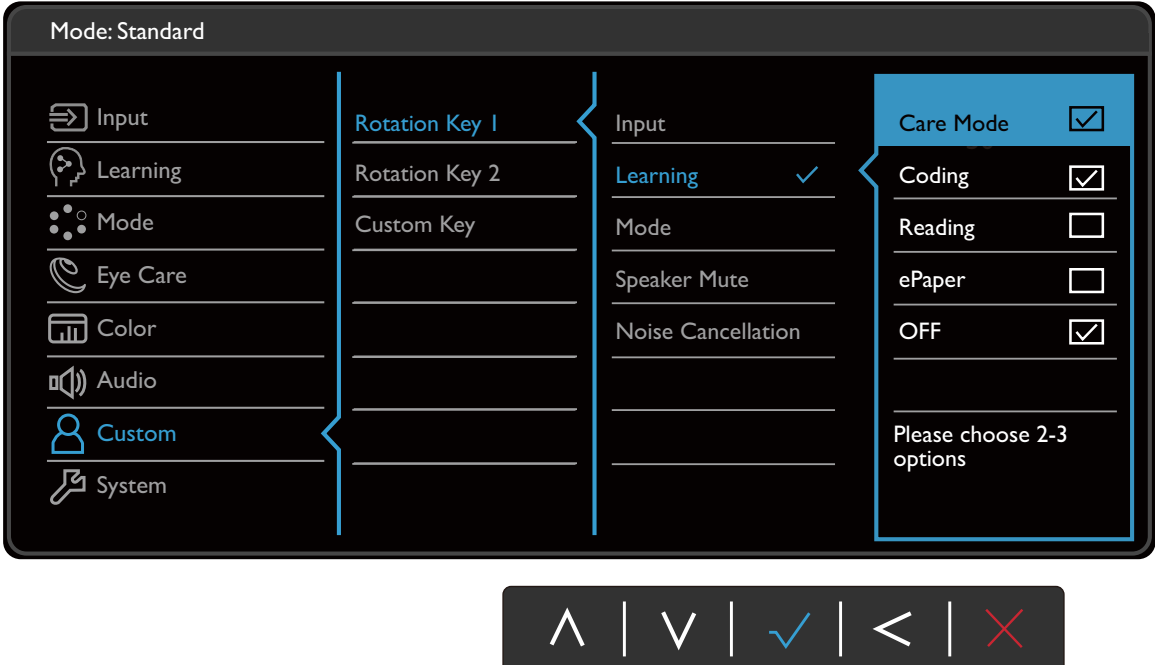 Mode: Standard
Input
Learning
Mode
Eye Care
Color
Audio
Custom
System
Rotation Key 1
Rotation Key 2
Custom Key
Input
Learning
Mode
Speaker Mute
Noise Cancellation
Care Mode
Coding
Reading
ePaper
OFF
Please choose 2-3
options